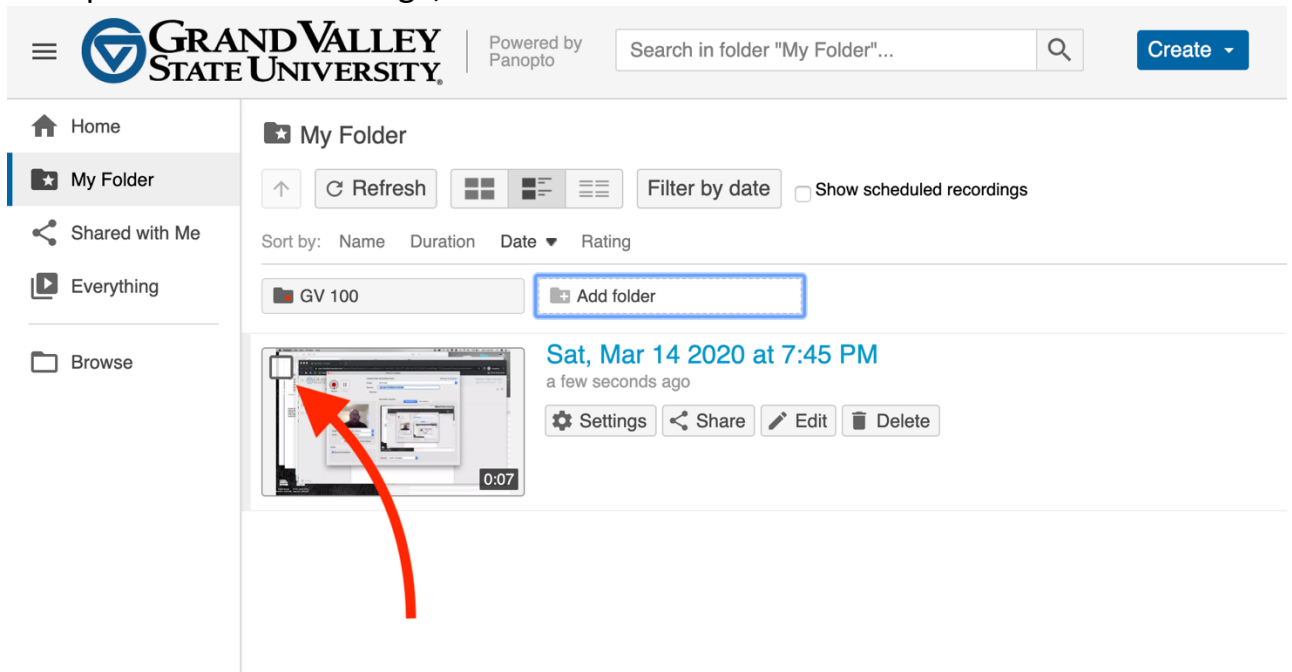 GRAND VALLEY
STATE UNIVERSITY®
Powered by
Panopto
Search in folder "My Folder"...
Create
Home
My Folder
Shared with Me
Everything
Browse
My Folder
Refresh
Filter by date
Show scheduled recordings
Sort by: Name Duration Date Rating
GV 100
Add folder
0:07
Sat, Mar 14 2020 at 7:45 PM
a few seconds ago
Settings
Share
Edit
Delete